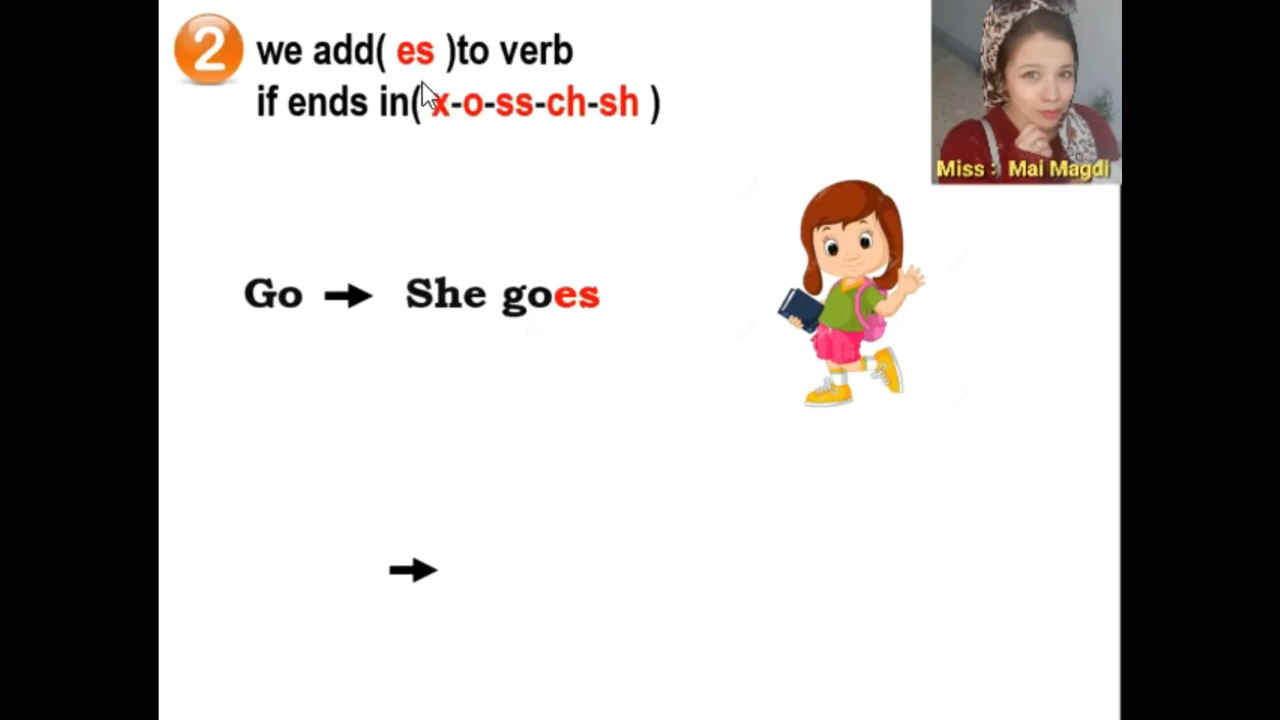 2 we add( es )to verb
if ends in( x-o-ss-ch-sh )
Miss : Mai Magdi
Go → She goes
→